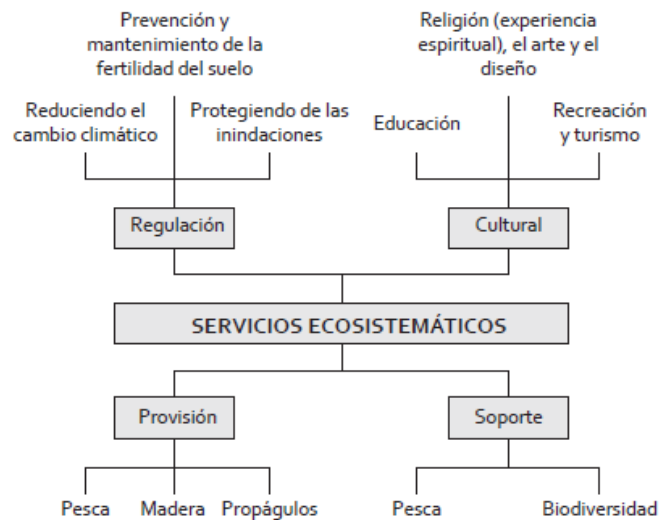 Prevención y
mantenimiento de la
fertilidad del suelo
Religión (experiencia
espiritual), el arte y el
diseño
Reduciendo el
cambio climático
Protegiendo de las
inindaciones
Educación
Recreación
y turismo
Regulación
Cultural
SERVICIOS ECOSISTEMÁTICOS
Provisión
Soporte
Pesca
Madera
Propágulos
Pesca
Biodiversidad